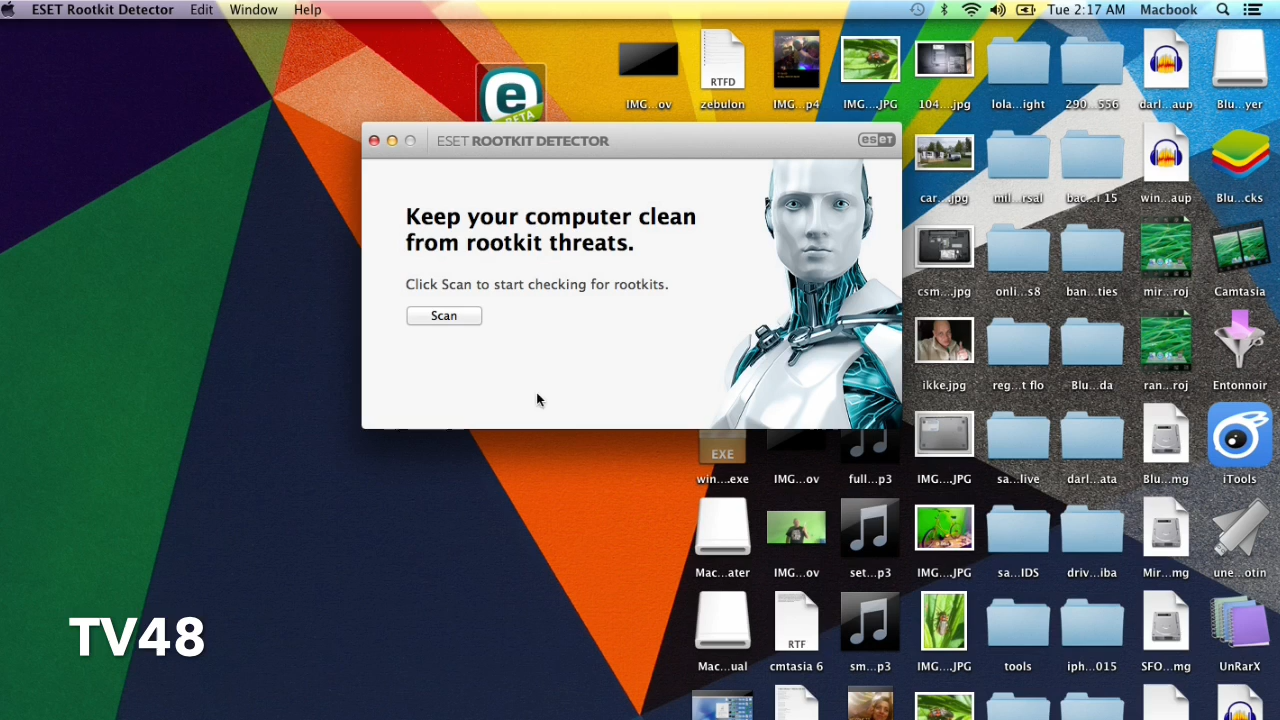 ESET Rootkit Detector Edit Window Help Tue 2:17 AM Macbook
IMG...ov zebulon IMG...p4 IMG....JPG 104....jpg lola...ight 290...556 darl...aup Blu...yer
RTFD
e
BETA
ESET ROOTKIT DETECTOR
eset
Keep your computer clean
from rootkit threats.
Click Scan to start checking for rootkits.
Scan
car...jpg mil...rsal bac...l 15 win...aup Blu...cks
csm...jpg onli...s8 ban...ties mir...roj Camtasia
ikke.jpg reg...t flo Blu...da ran...roj Entonnoir
EXE
win....exe IMG...ov full...p3 IMG....JPG sa...live darl...ata Blu...mg iTools
Mac...ater IMG...ov set...p3 IMG....JPG sa...IDS driv...iba Mir...mg une...otin
RTF
Mac...ual cmtasia 6 sm...p3 IMG....JPG tools iph...015 SFO...mg UnRarX
TV48